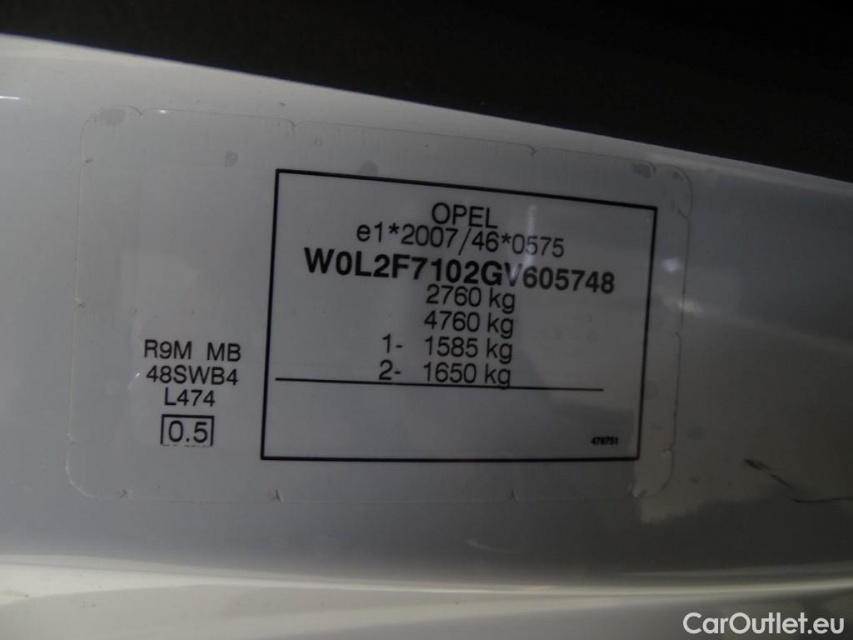 OPEL
e1*2007/46*0575
W0L2F7102GV605748
2760 kg
4760 kg
1- 1585 kg
2- 1650 kg
R9M MB
48SWB4
L474
0.5
478751
CarOutlet.eu